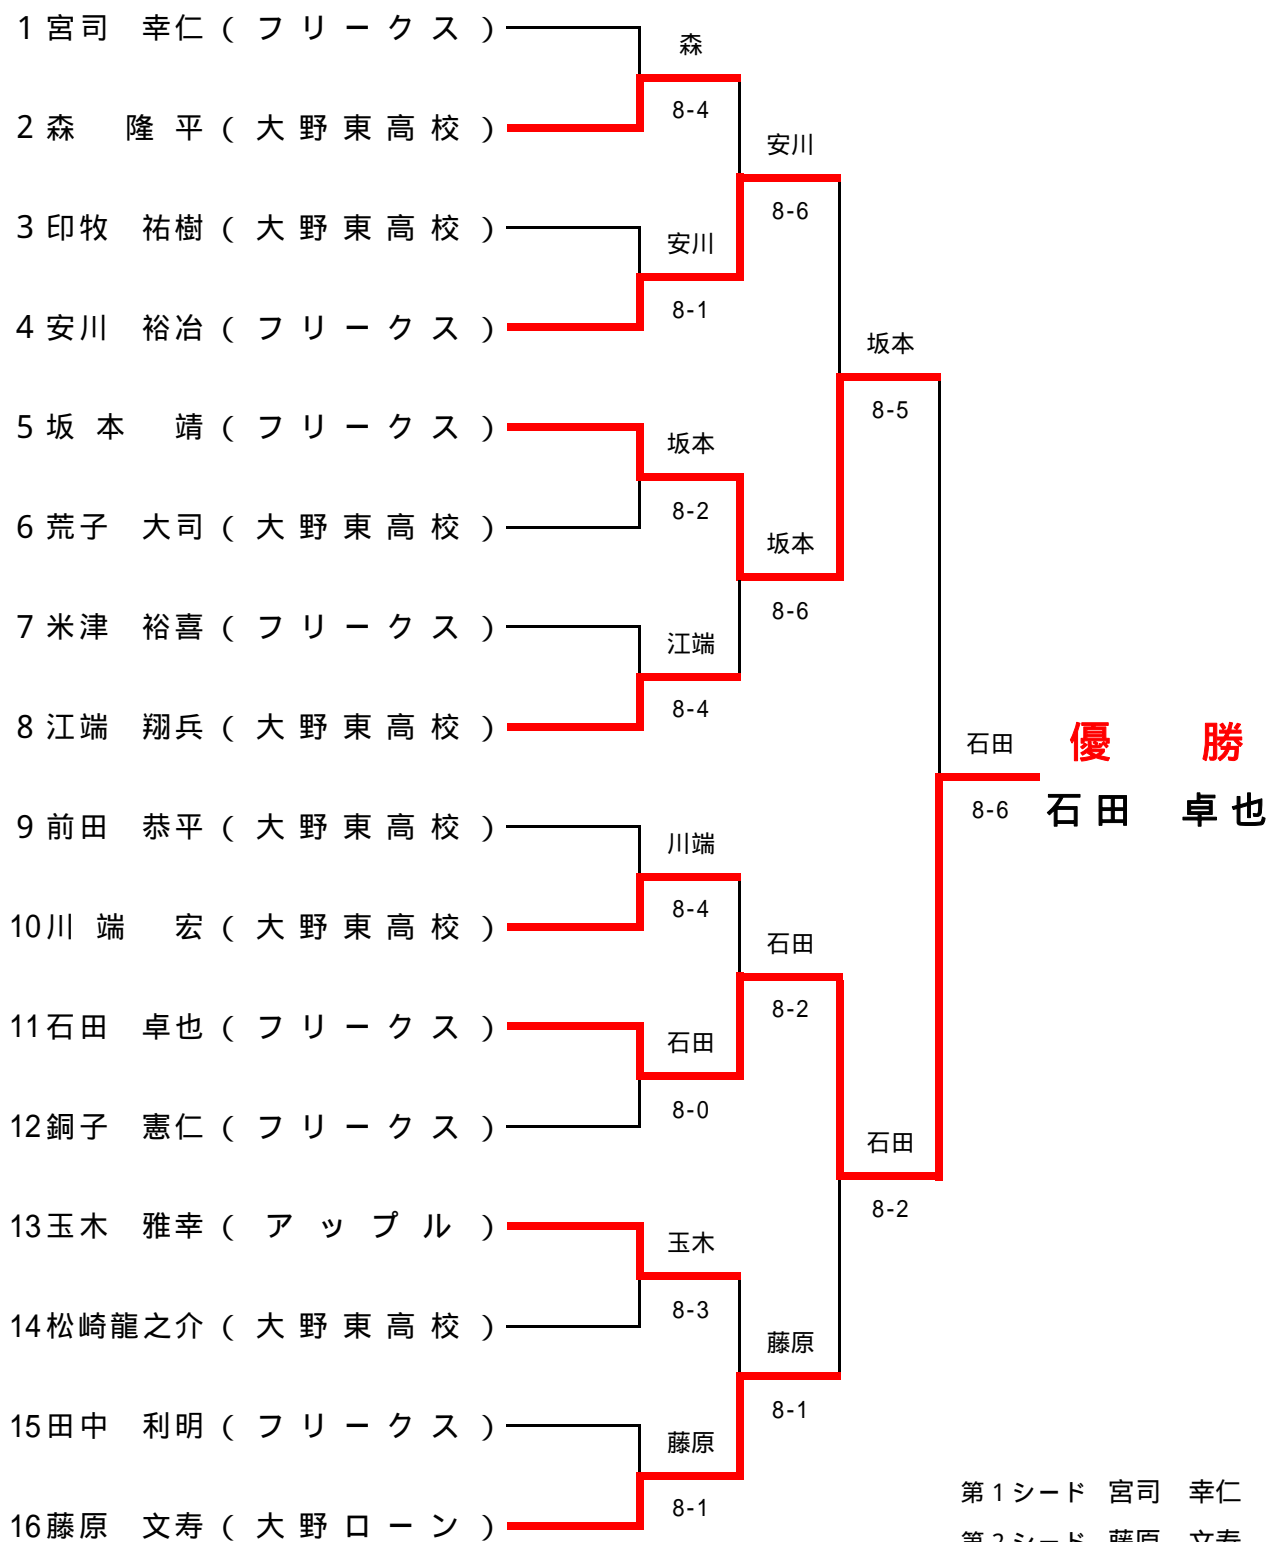 1 宮司　幸仁 ( フリークス )
森
8-4
2 森　隆平 ( 大野東高校 )
安川
8-6
3 印牧　祐樹 ( 大野東高校 )
安川
8-1
4 安川　裕冶 ( フリークス )
坂本
8-5
5 坂本　靖 ( フリークス )
坂本
8-2
6 荒子　大司 ( 大野東高校 )
坂本
8-6
7 米津　裕喜 ( フリークス )
江端
8-4
8 江端　翔兵 ( 大野東高校 )
石田
優　勝
8-6
石田　卓也
9 前田　恭平 ( 大野東高校 )
川端
8-4
10 川端　宏 ( 大野東高校 )
石田
8-2
11 石田　卓也 ( フリークス )
石田
8-0
12 銅子　憲仁 ( フリークス )
石田
8-2
13 玉木　雅幸 ( アップル )
玉木
8-3
14 松崎龍之介 ( 大野東高校 )
藤原
8-1
15 田中　利明 ( フリークス )
藤原
8-1
16 藤原　文寿 ( 大野ローン )
第1シード　宮司　幸仁
第2シード　藤原　文寿